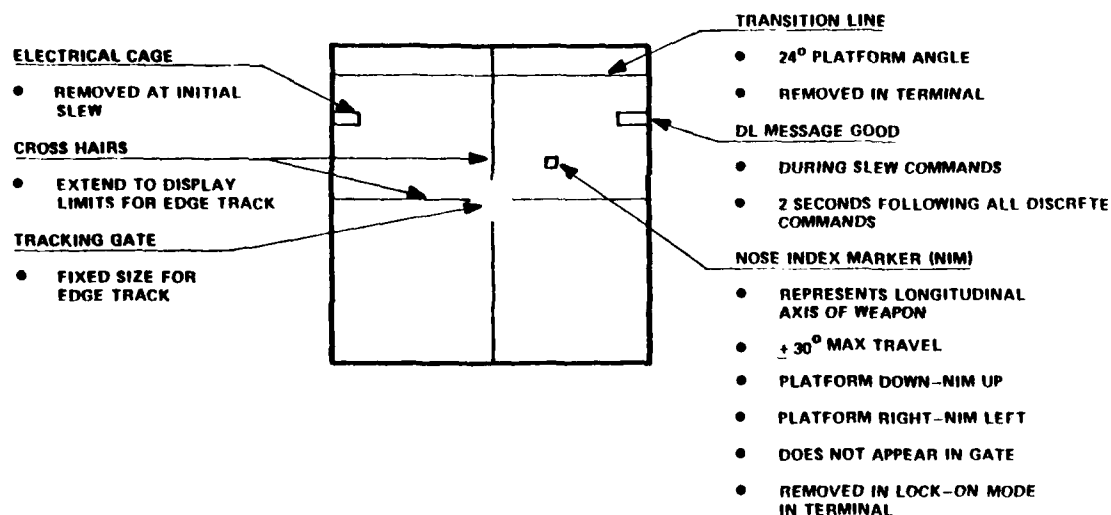 ELECTRICAL CAGE
● REMOVED AT INITIAL
SLEW
CROSS HAIRS
● EXTEND TO DISPLAY
LIMITS FOR EDGE TRACK
TRACKING GATE
● FIXED SIZE FOR
EDGE TRACK
TRANSITION LINE
● 24° PLATFORM ANGLE
● REMOVED IN TERMINAL
DL MESSAGE GOOD
● DURING SLEW COMMANDS
● 2 SECONDS FOLLOWING ALL DISCRETE
COMMANDS
NOSE INDEX MARKER (NIM)
● REPRESENTS LONGITUDINAL
AXIS OF WEAPON
● ± 30° MAX TRAVEL
● PLATFORM DOWN–NIM UP
● PLATFORM RIGHT–NIM LEFT
● DOES NOT APPEAR IN GATE
● REMOVED IN LOCK–ON MODE
IN TERMINAL